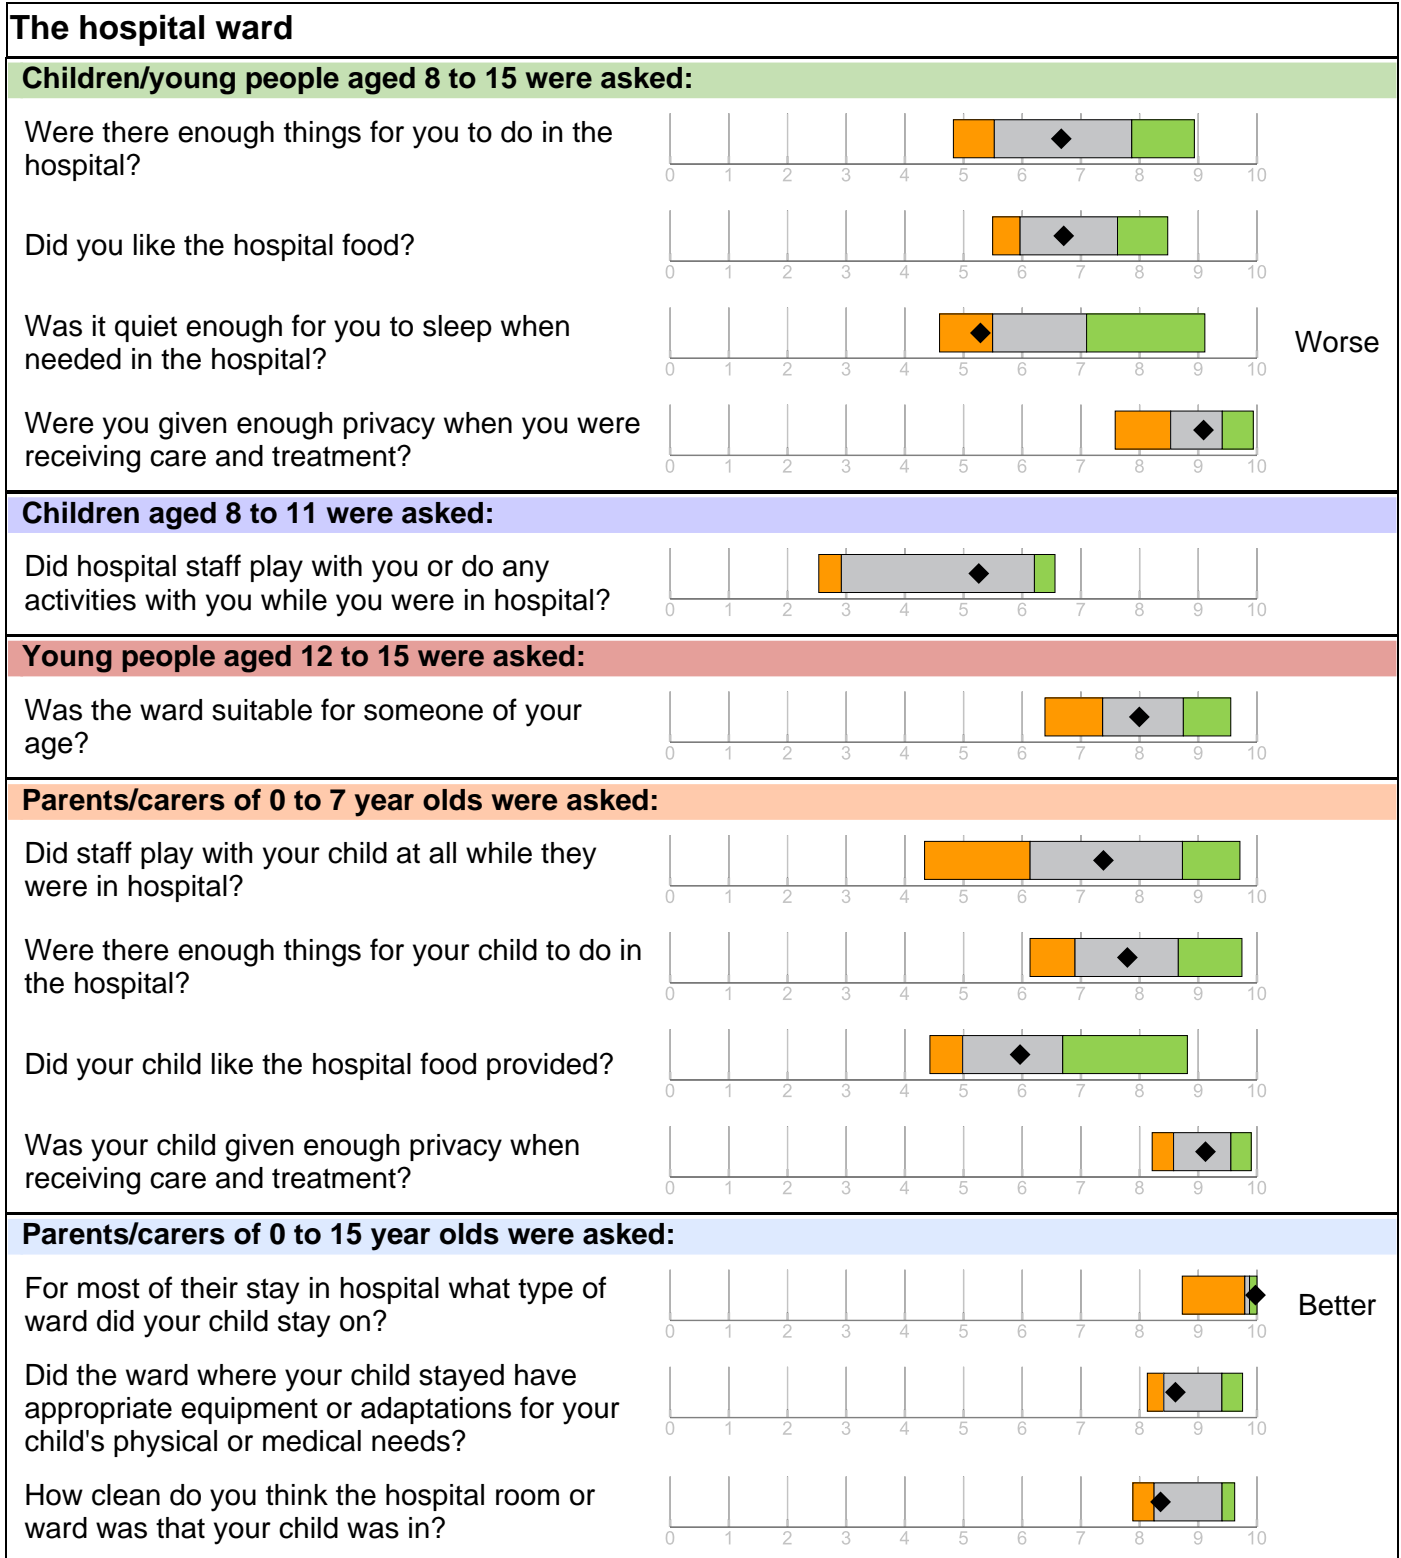 The hospital ward
Children/young people aged 8 to 15 were asked:
Were there enough things for you to do in the
hospital?
0 1 2 3 4 5 6 7 8 9 10
Did you like the hospital food?
0 1 2 3 4 5 6 7 8 9 10
Was it quiet enough for you to sleep when
needed in the hospital?
Worse
0 1 2 3 4 5 6 7 8 9 10
Were you given enough privacy when you were
receiving care and treatment?
0 1 2 3 4 5 6 7 8 9 10
Children aged 8 to 11 were asked:
Did hospital staff play with you or do any
activities with you while you were in hospital?
0 1 2 3 4 5 6 7 8 9 10
Young people aged 12 to 15 were asked:
Was the ward suitable for someone of your
age?
0 1 2 3 4 5 6 7 8 9 10
Parents/carers of 0 to 7 year olds were asked:
Did staff play with your child at all while they
were in hospital?
0 1 2 3 4 5 6 7 8 9 10
Were there enough things for your child to do in
the hospital?
0 1 2 3 4 5 6 7 8 9 10
Did your child like the hospital food provided?
0 1 2 3 4 5 6 7 8 9 10
Was your child given enough privacy when
receiving care and treatment?
0 1 2 3 4 5 6 7 8 9 10
Parents/carers of 0 to 15 year olds were asked:
For most of their stay in hospital what type of
ward did your child stay on?
Better
0 1 2 3 4 5 6 7 8 9 10
Did the ward where your child stayed have
appropriate equipment or adaptations for your
child's physical or medical needs?
0 1 2 3 4 5 6 7 8 9 10
How clean do you think the hospital room or
ward was that your child was in?
0 1 2 3 4 5 6 7 8 9 10